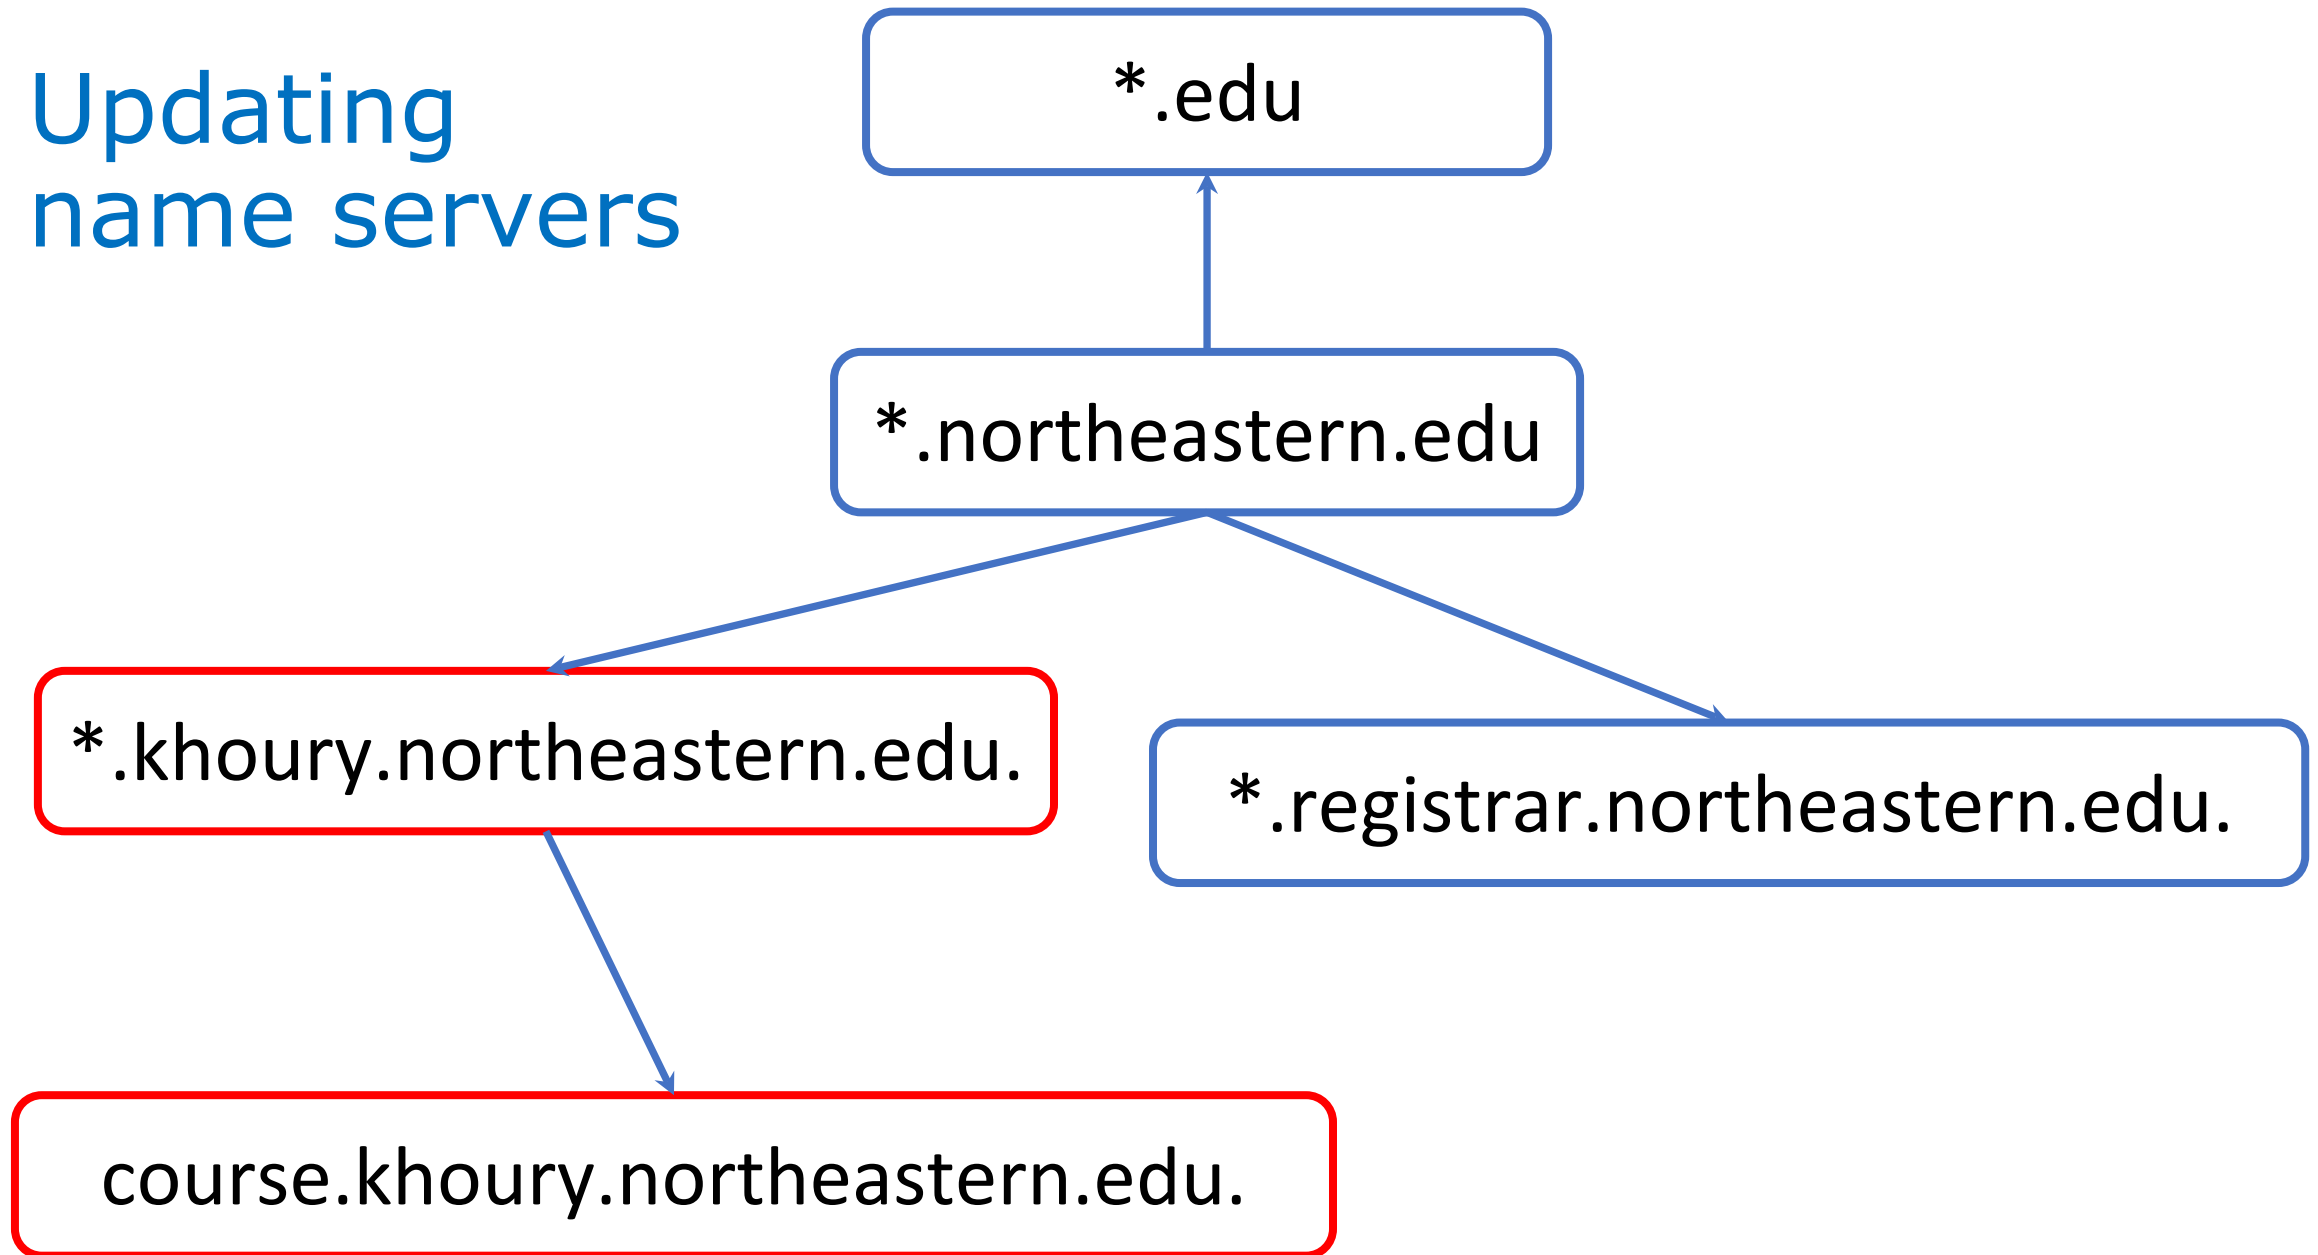 Updating
name servers
*.edu
*.northeastern.edu
*.khoury.northeastern.edu.
*.registrar.northeastern.edu.
course.khoury.northeastern.edu.